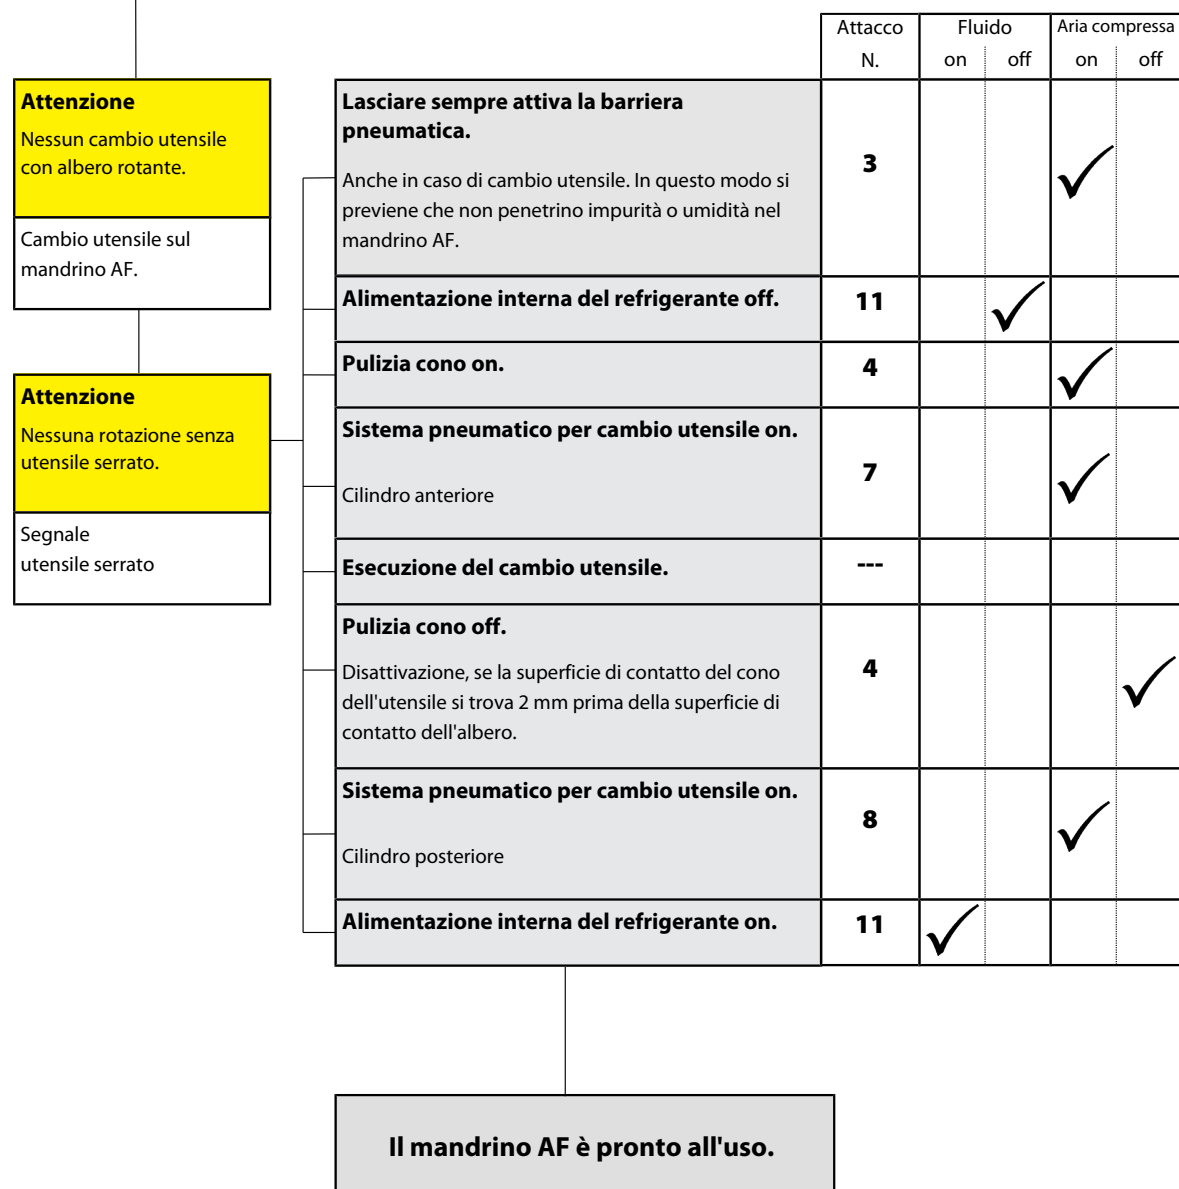 Attacco Fluido Aria compressa
N. on off on off
Attenzione
Nessun cambio utensile
con albero rotante.
Cambio utensile sul
mandrino AF.
Attenzione
Nessuna rotazione senza
utensile serrato.
Segnale
utensile serrato
Lasciare sempre attiva la barriera
pneumatica.
Anche in caso di cambio utensile. In questo modo si
previene che non penetrino impurità o umidità nel
mandrino AF.
3
Alimentazione interna del refrigerante off.
11
Pulizia cono on.
4
Sistema pneumatico per cambio utensile on.
Cilindro anteriore
7
Esecuzione del cambio utensile.
---
Pulizia cono off.
Disattivazione, se la superficie di contatto del cono
dell'utensile si trova 2 mm prima della superficie di
contatto dell'albero.
4
Sistema pneumatico per cambio utensile on.
Cilindro posteriore
8
Alimentazione interna del refrigerante on.
11
Il mandrino AF è pronto all'uso.